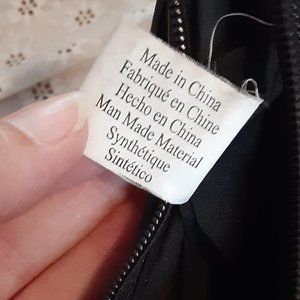 Made in China
Fabriqué en Chine
Hecho en China
Man Made Material
Synthétique
Sintético